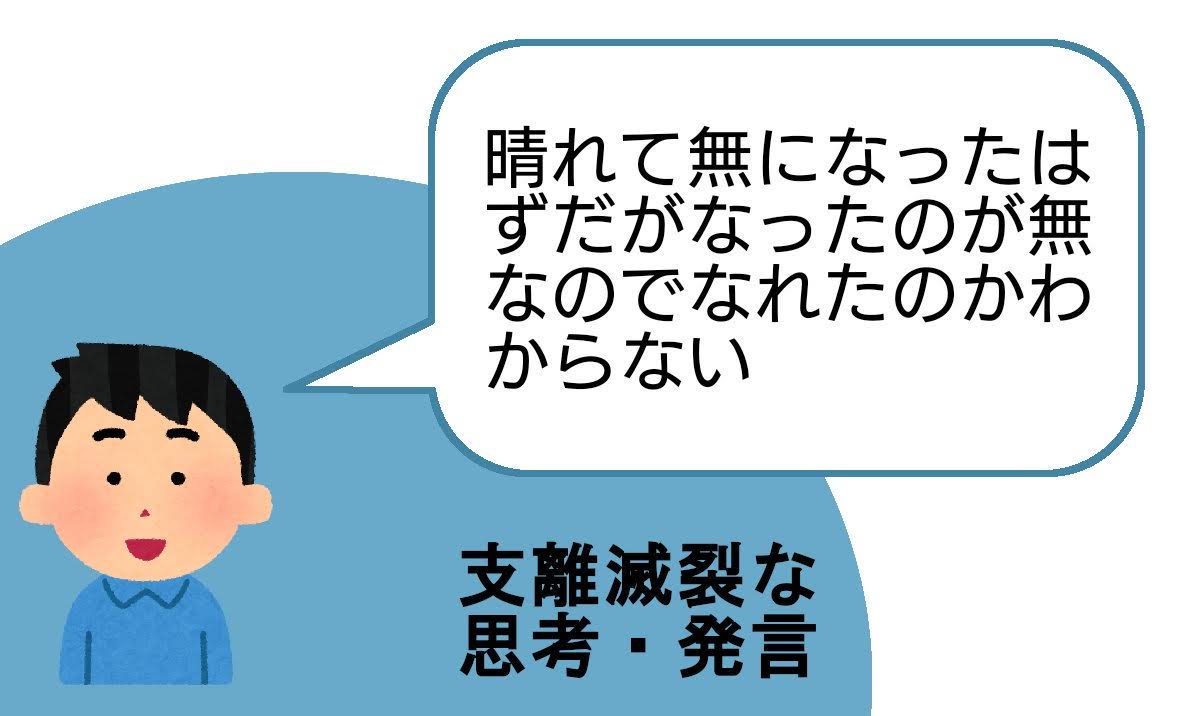 晴れて無になったは
ずだがなったのが無
なのでなれたのかわ
からない
支離滅裂な
思考・発言